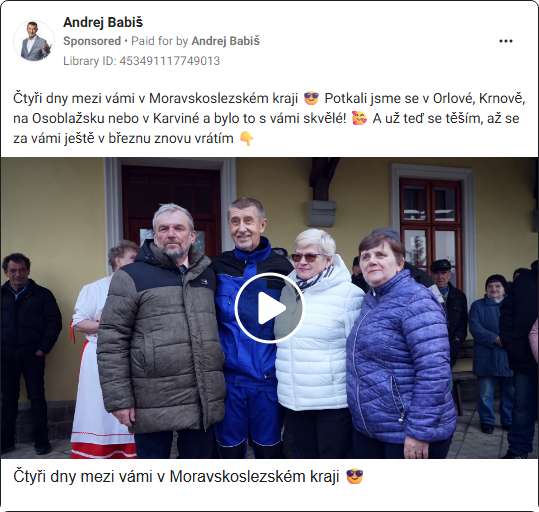 Andrej Babiš
Sponsored • Paid for by Andrej Babiš
Library ID: 453491117749013
Čtyři dny mezi vámi v Moravskoslezském kraji 😎 Potkali jsme se v Orlové, Krnově,
na Osoblažsku nebo v Karviné a bylo to s vámi skvělé! 🥰 A už teď se těším, až se
za vámi ještě v březnu znovu vrátím 👇
Čtyři dny mezi vámi v Moravskoslezském kraji 😎